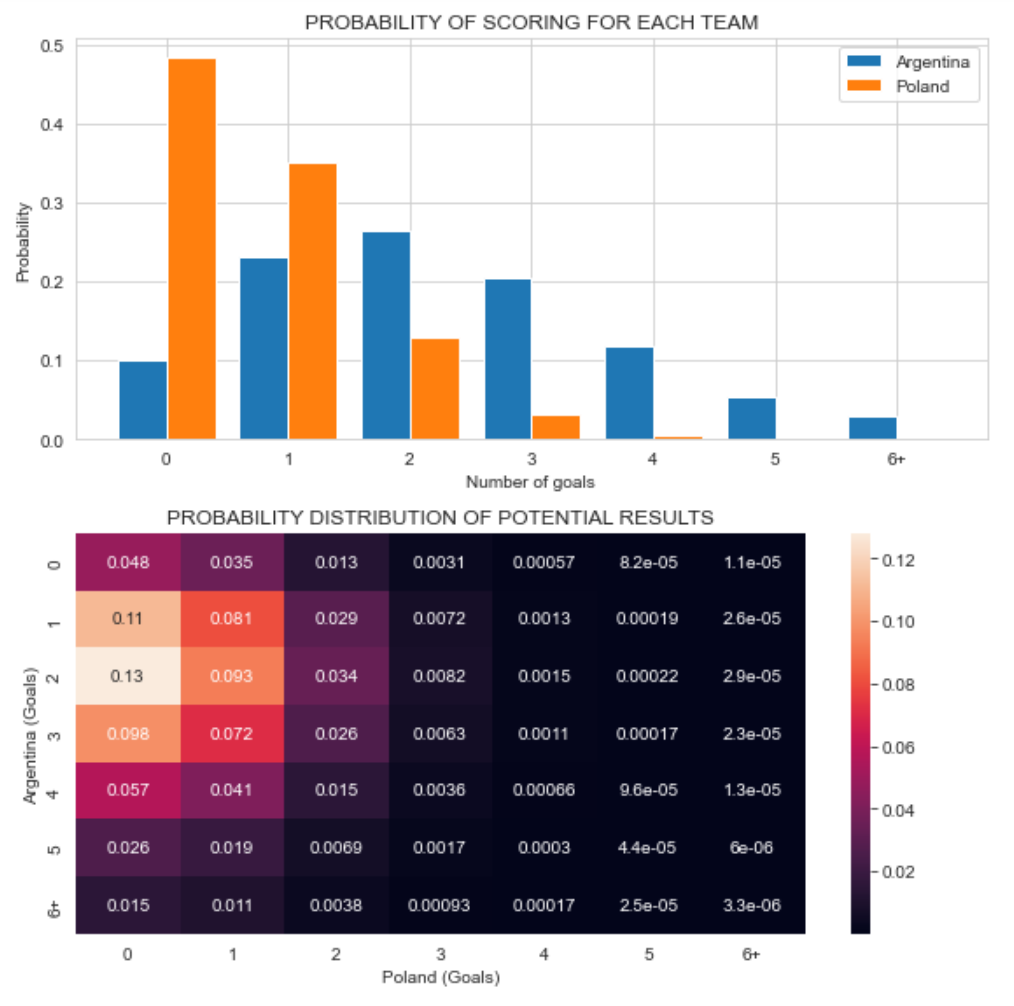 PROBABILITY OF SCORING FOR EACH TEAM
0.5
0.4
0.3
0.2
0.1
0.0
Probability
Argentina
Poland
0 1 2 3 4 5 6+
Number of goals
PROBABILITY DISTRIBUTION OF POTENTIAL RESULTS
Argentina (Goals)
0 0.048 0.035 0.013 0.0031 0.00057 8.2e-05 1.1e-05
1 0.11 0.081 0.029 0.0072 0.0013 0.00019 2.6e-05
2 0.13 0.093 0.034 0.0082 0.0015 0.00022 2.9e-05
3 0.098 0.072 0.026 0.0063 0.0011 0.00017 2.3e-05
4 0.057 0.041 0.015 0.0036 0.00066 9.6e-05 1.3e-05
5 0.026 0.019 0.0069 0.0017 0.0003 4.4e-05 6e-06
6+ 0.015 0.011 0.0038 0.00093 0.00017 2.5e-05 3.3e-06
0 1 2 3 4 5 6+
Poland (Goals)
0.12
0.10
0.08
0.06
0.04
0.02